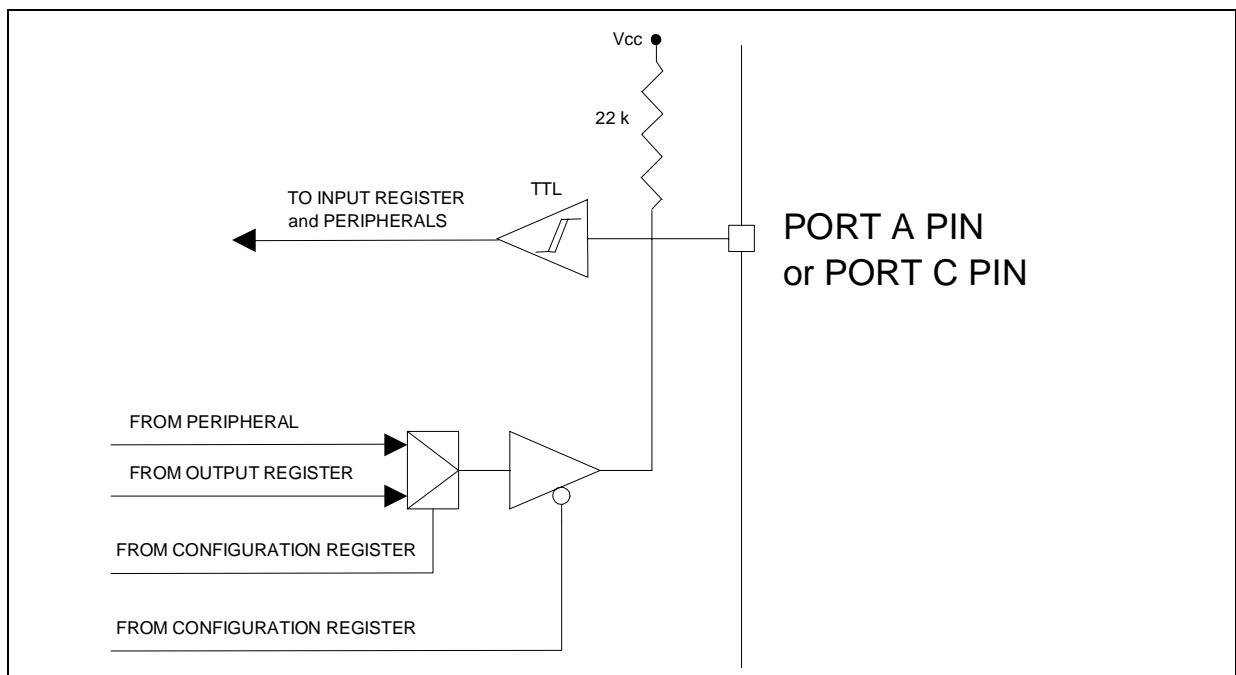 Vcc
22 k
TTL
TO INPUT REGISTER
and PERIPHERALS
PORT A PIN
or PORT C PIN
FROM PERIPHERAL
FROM OUTPUT REGISTER
FROM CONFIGURATION REGISTER
FROM CONFIGURATION REGISTER